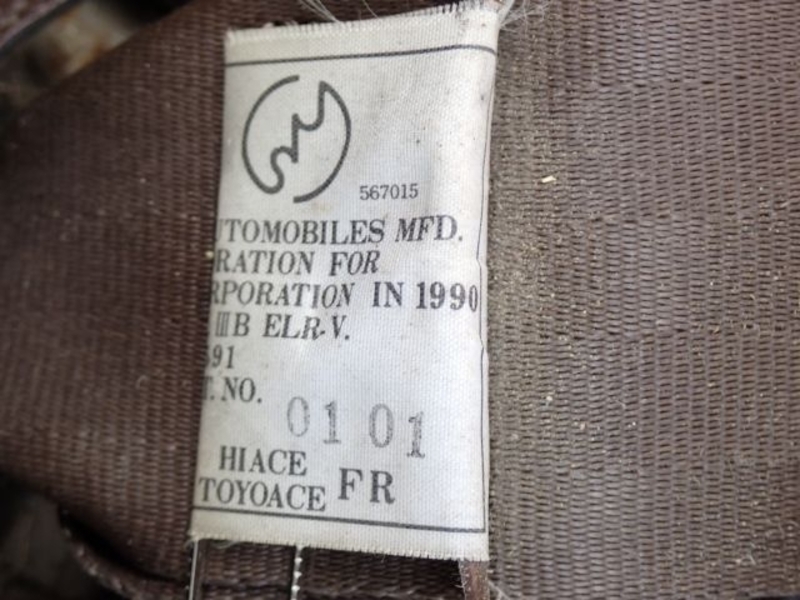 567015
UTOMOBILES MFD.
RATION FOR
RPORATION IN 1990
ⅢB ELR-V.
91
T. NO.
01 01
HIACE
TOYOACE FR